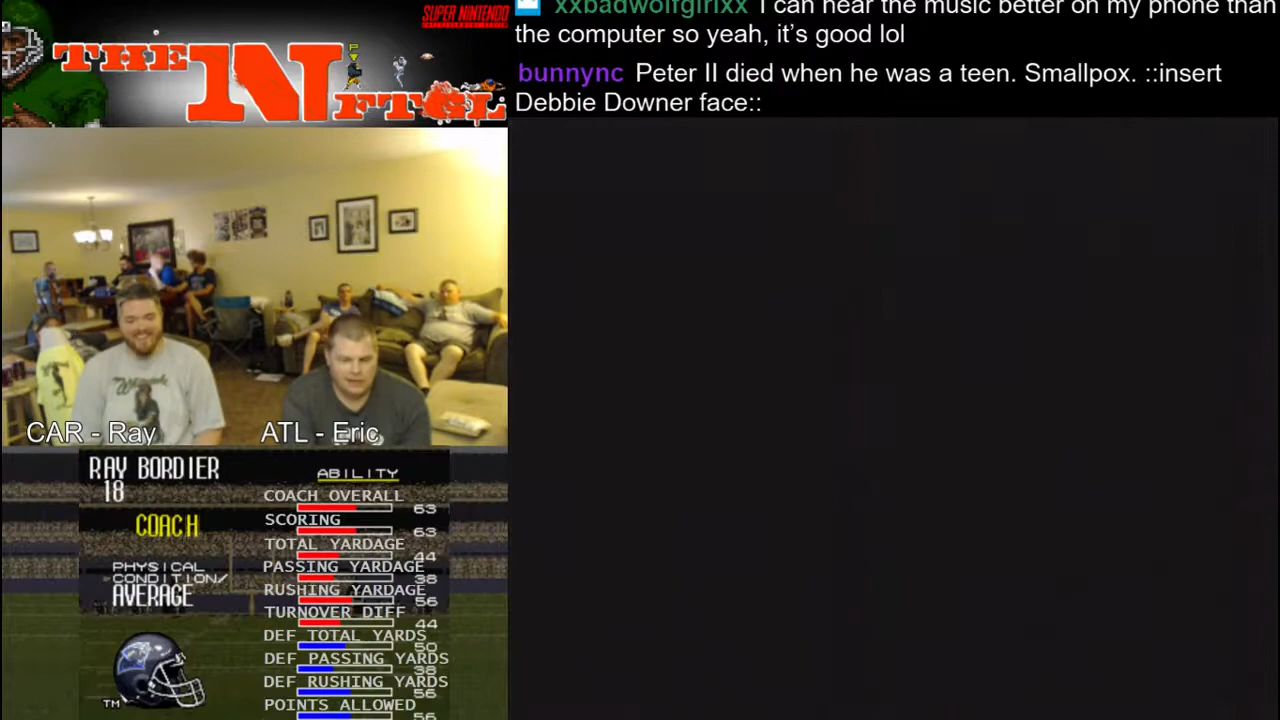 SUPER NINTENDO
THE N FTSL
xxbadwolfgirlxx I can hear the music better on my phone than
the computer so yeah, it's good lol
bunnync Peter II died when he was a teen. Smallpox. ::insert
Debbie Downer face::
CAR - Ray
ATL - Eric
RAY BORDIER
18
COACH
PHYSICAL
CONDITION/
AVERAGE
TM
ABILITY
COACH OVERALL
63
SCORING
63
TOTAL YARDAGE
44
PASSING YARDAGE
38
RUSHING YARDAGE
56
TURNOVER DIFF
44
DEF TOTAL YARDS
50
DEF PASSING YARDS
38
DEF RUSHING YARDS
56
POINTS ALLOWED
56